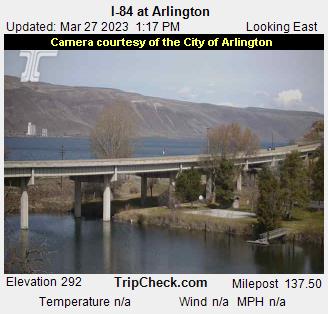 I-84 at Arlington
Updated: Mar 27 2023 1:17 PM Looking East
Camera courtesy of the City of Arlington
Elevation 292 TripCheck.com Milepost 137.50
Temperature n/a Wind n/a MPH n/a